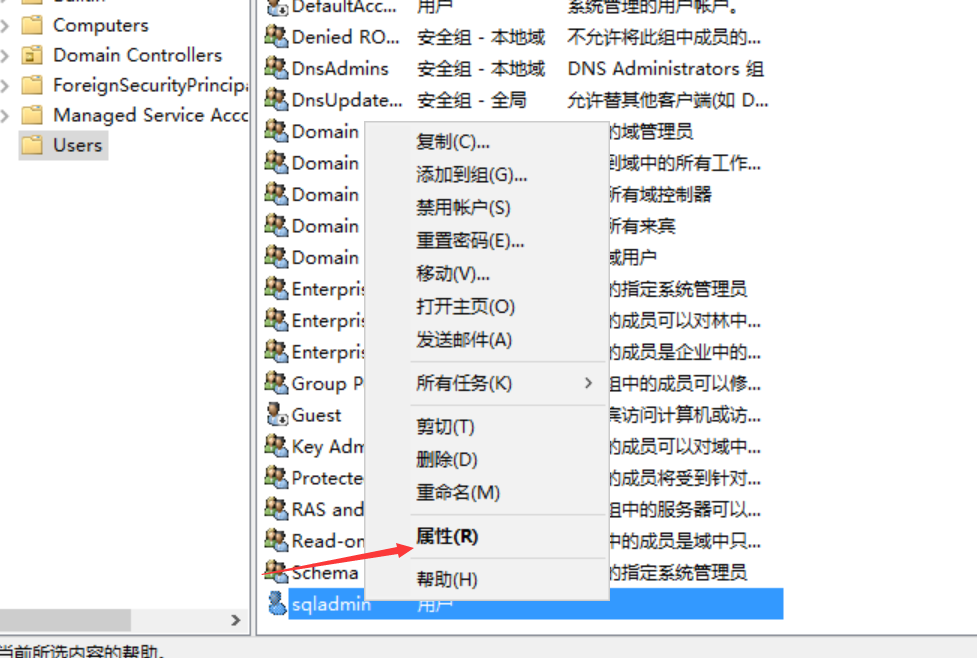 Computers
Domain Controllers
ForeignSecurityPrincipa
Managed Service Acco
Users
DefaultAcc... 用户 系统管理的用户帐户。
Denied RO... 安全组 - 本地域 不允许将此组中成员的...
DnsAdmins 安全组 - 本地域 DNS Administrators 组
DnsUpdate... 安全组 - 全局 允许替其他客户端(如 D...
Domain 的域管理员
Domain 到域中的所有工作...
Domain 所有域控制器
Domain 所有来宾
Domain 域用户
Enterpris 的指定系统管理员
Enterpris 的成员可以对林中...
Enterpris 的成员是企业中的...
Group P 组中的成员可以修...
Guest 宾访问计算机或访...
Key Adm 的成员可以对域中...
Protecte 的成员将受到针对...
RAS and 组中的服务器可以...
Read-on 中的成员是域中只...
Schema 的指定系统管理员
sqladmin 用户
复制(C)...
添加到组(G)...
禁用帐户(S)
重置密码(E)...
移动(V)...
打开主页(O)
发送邮件(A)
所有任务(K)
剪切(T)
删除(D)
重命名(M)
属性(R)
帮助(H)
当前所选内容的帮助。